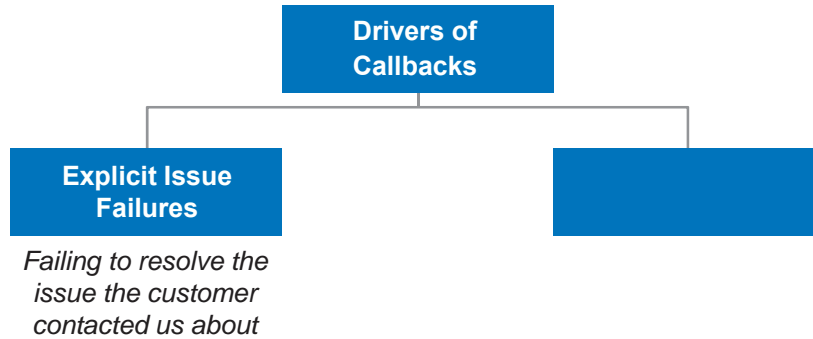 Drivers of
Callbacks
Explicit Issue
Failures
Failing to resolve the
issue the customer
contacted us about